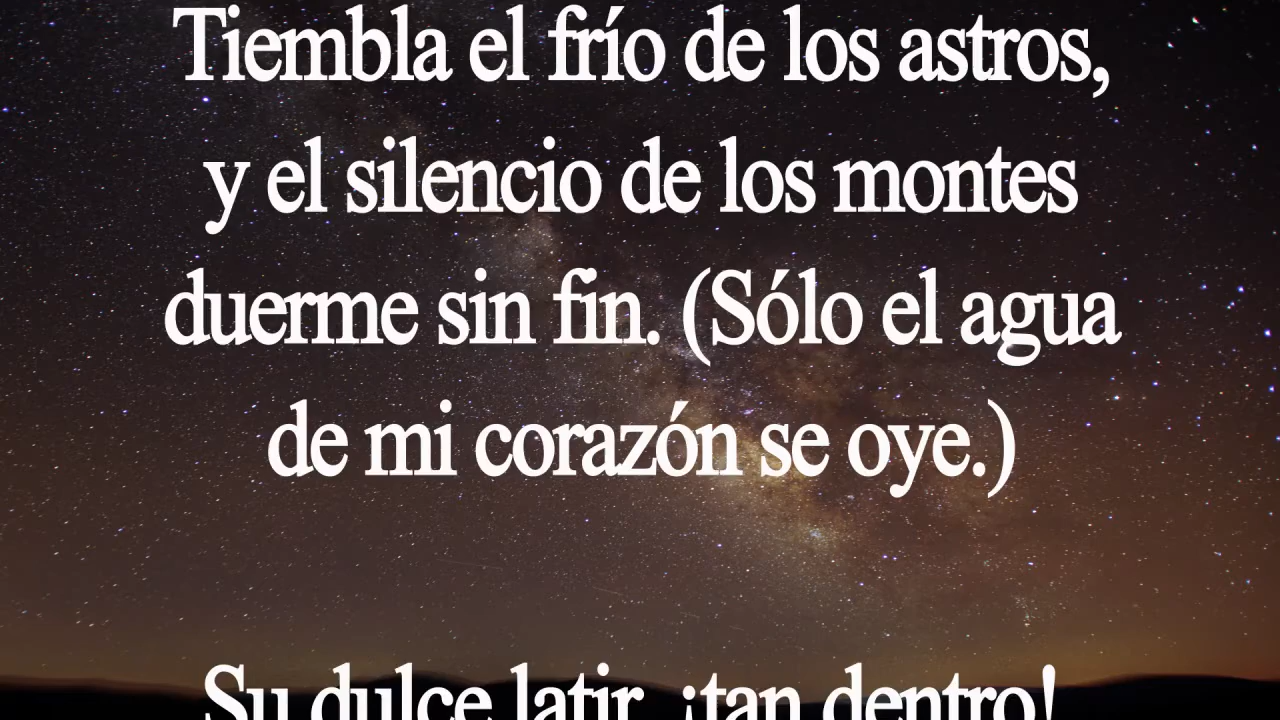 Tiembla el frío de los astros,
y el silencio de los montes
duerme sin fin. (Sólo el agua
de mi corazón se oye.)
Su dulce latir, ¡tan dentro!